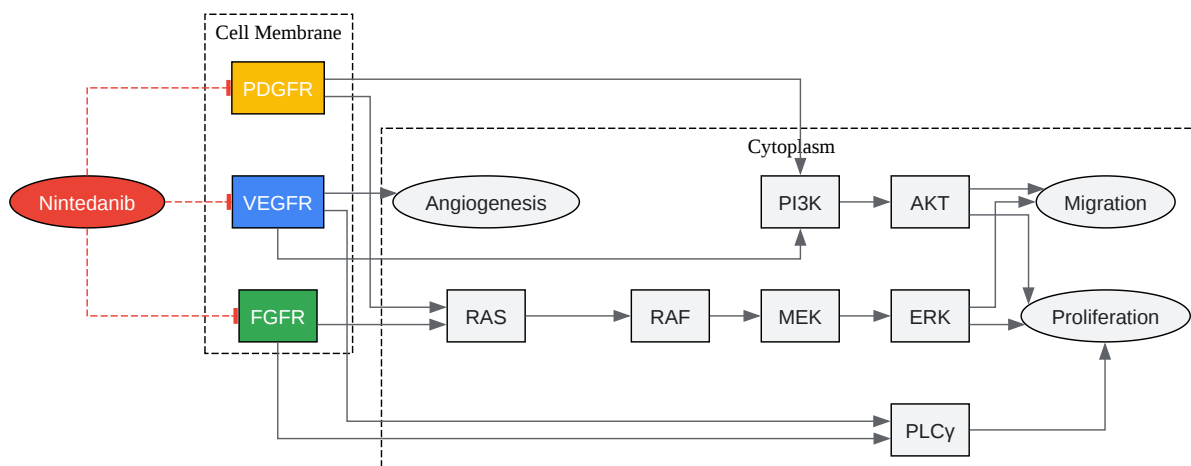 Cell Membrane
PDGFR
Cytoplasm
Nintedanib
VEGFR
Angiogenesis
PI3K
AKT
Migration
FGFR
RAS
RAF
MEK
ERK
Proliferation
PLCγ